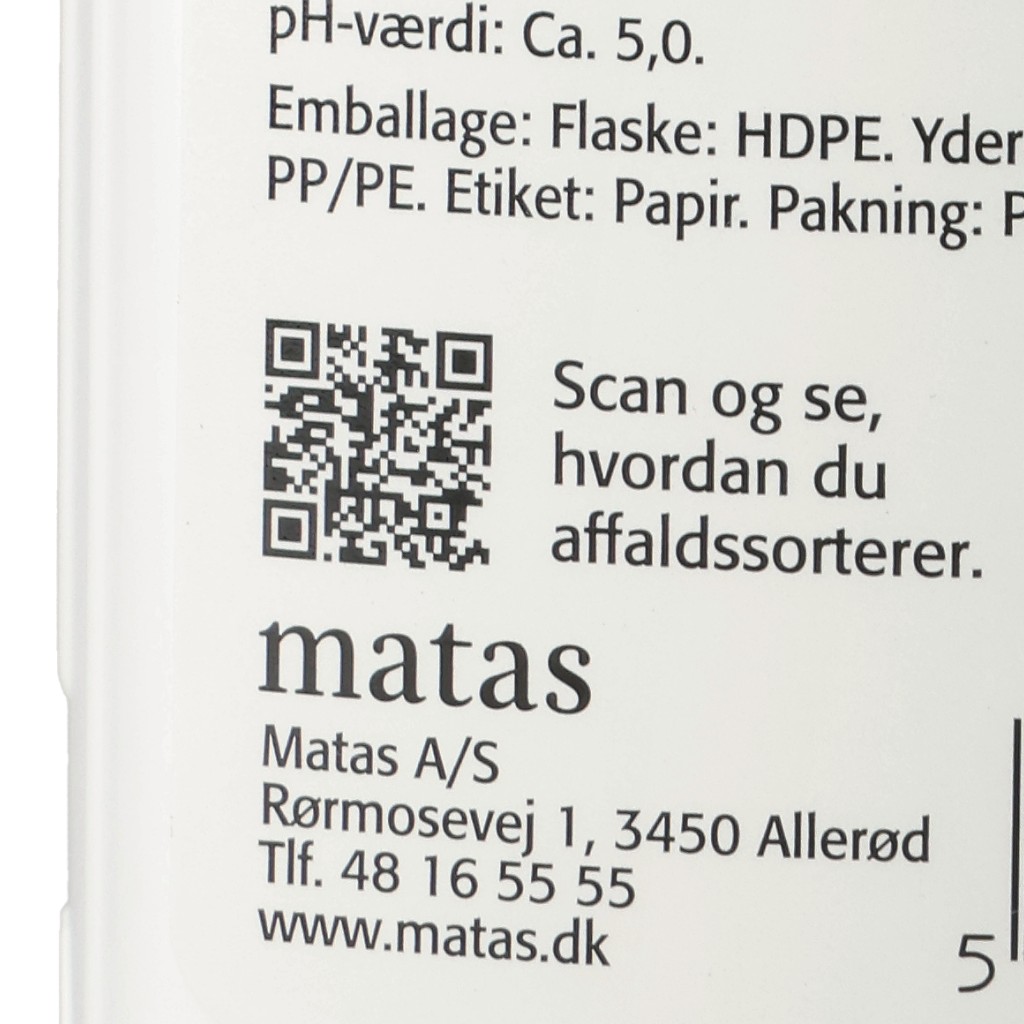 pH-værdi: Ca. 5,0.
Emballage: Flaske: HDPE. Yder
PP/PE. Etiket: Papir. Pakning: P
Scan og se,
hvordan du
affaldssorterer.
matas
Matas A/S
Rørmosevej 1, 3450 Allerød
Tlf. 48 16 55 55
www.matas.dk
5